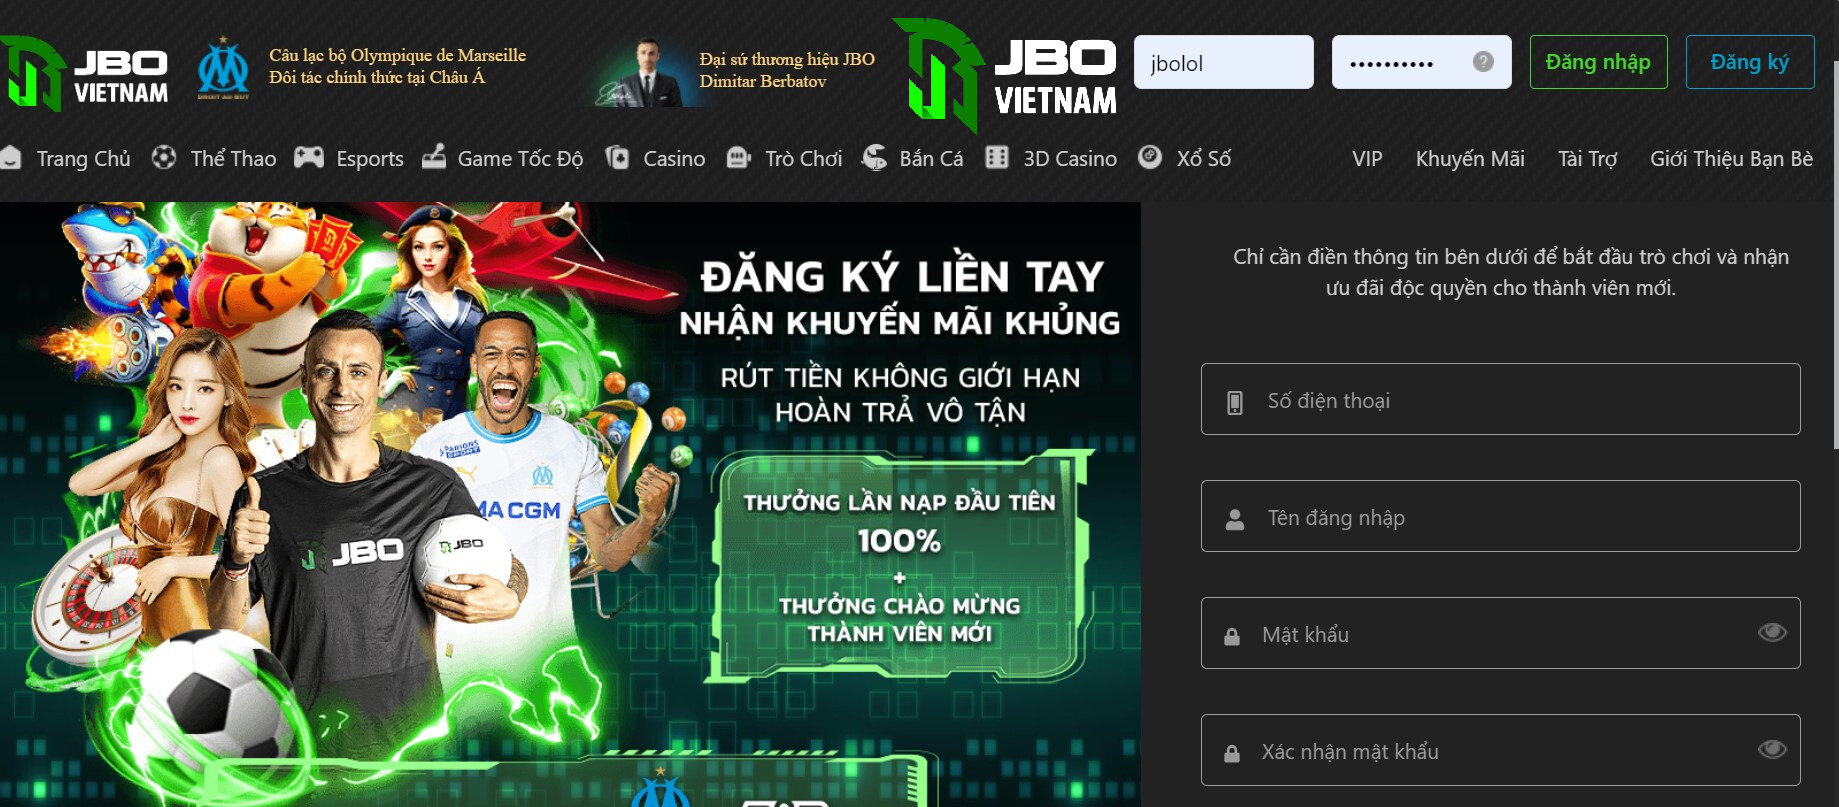 JBO
VIETNAM
Câu lạc bộ Olympique de Marseille
Đôi tác chính thức tại Châu Á
Đại sứ thương hiệu JBO
Dimitar Berbatov
JBO
VIETNAM
jbolol
••••••••••
?
Đăng nhập
Đăng ký
Trang Chủ
Thể Thao
Esports
Game Tốc Độ
Casino
Trò Chơi
Bắn Cá
3D Casino
Xổ Số
VIP
Khuyến Mãi
Tài Trợ
Giới Thiệu Bạn Bè
ĐĂNG KÝ LIỀN TAY
NHẬN KHUYẾN MÃI KHỦNG
RÚT TIỀN KHÔNG GIỚI HẠN
HOÀN TRẢ VÔ TẬN
THƯỞNG LẦN NẠP ĐẦU TIÊN
100%
+
THƯỞNG CHÀO MỪNG
THÀNH VIÊN MỚI
PARIONS
SPORT
MA CGM
JBO
JBO
Chỉ cần điền thông tin bên dưới để bắt đầu trò chơi và nhận
ưu đãi độc quyền cho thành viên mới.
Số điện thoại
Tên đăng nhập
Mật khẩu
Xác nhận mật khẩu